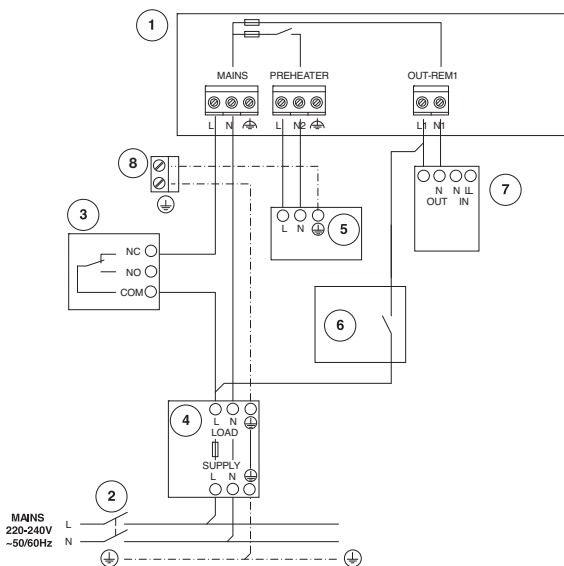 1
MAINS PREHEATER OUT-REM1
L N L N2 L1 N1
8
3
NC
NO
COM
L N
5
N N LL
OUT IN
7
6
4
L N
LOAD
SUPPLY
L N
2
MAINS
220-240V
~50/60Hz
L
N